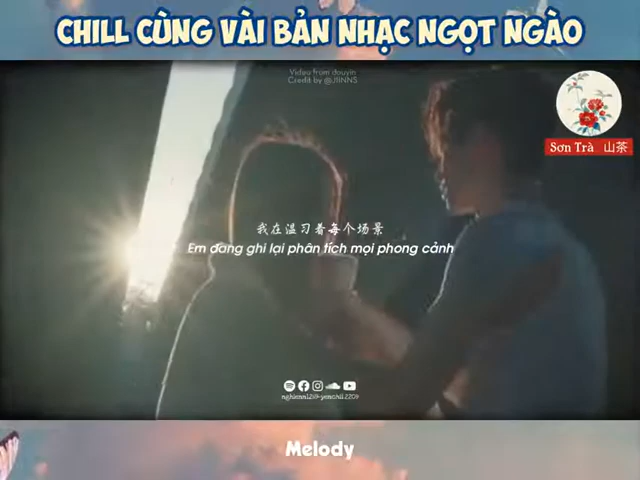 CHILL CÙNG VÀI BẢN NHẠC NGỌT NGÀO
Video from douyin
Credit by @JIINNS
Sơn Trà 山茶
我在温习着每个场景
Em đang ghi lại phân tích mọi phong cảnh
Melody